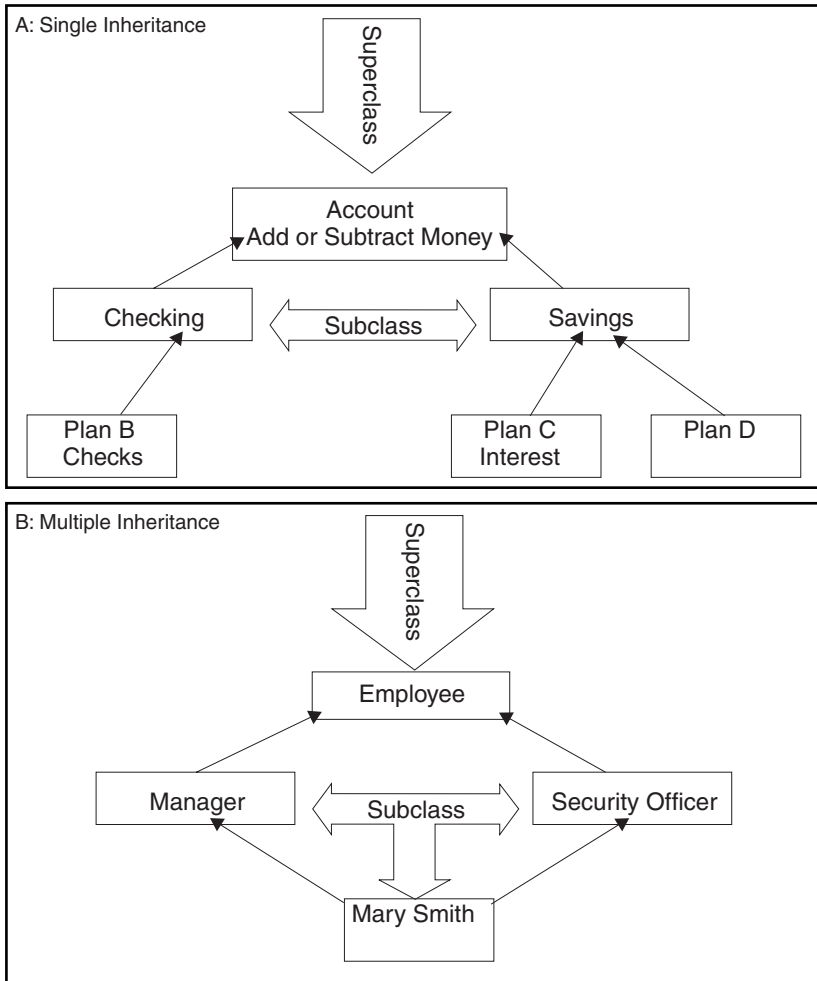 A: Single Inheritance
Superclass
Account
Add or Subtract Money
Checking
Subclass
Savings
Plan B
Checks
Plan C
Interest
Plan D
B: Multiple Inheritance
Superclass
Employee
Manager
Subclass
Security Officer
Mary Smith